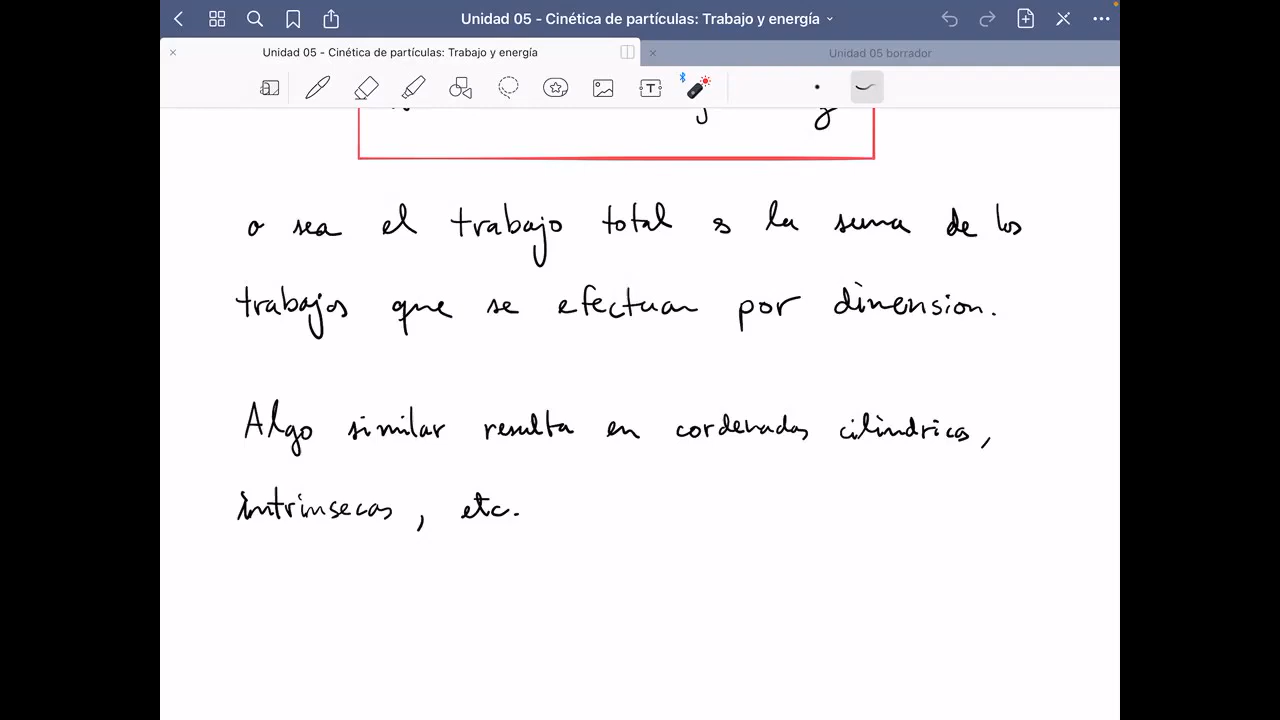 Unidad 05 - Cinética de partículas: Trabajo y energía
Unidad 05 - Cinética de partículas: Trabajo y energía
Unidad 05 borrador
o sea el trabajo total es la suma de los
trabajos que se efectuan por dimension.
Algo similar resulta en cordenadas cilindricas,
intrinsecas, etc.